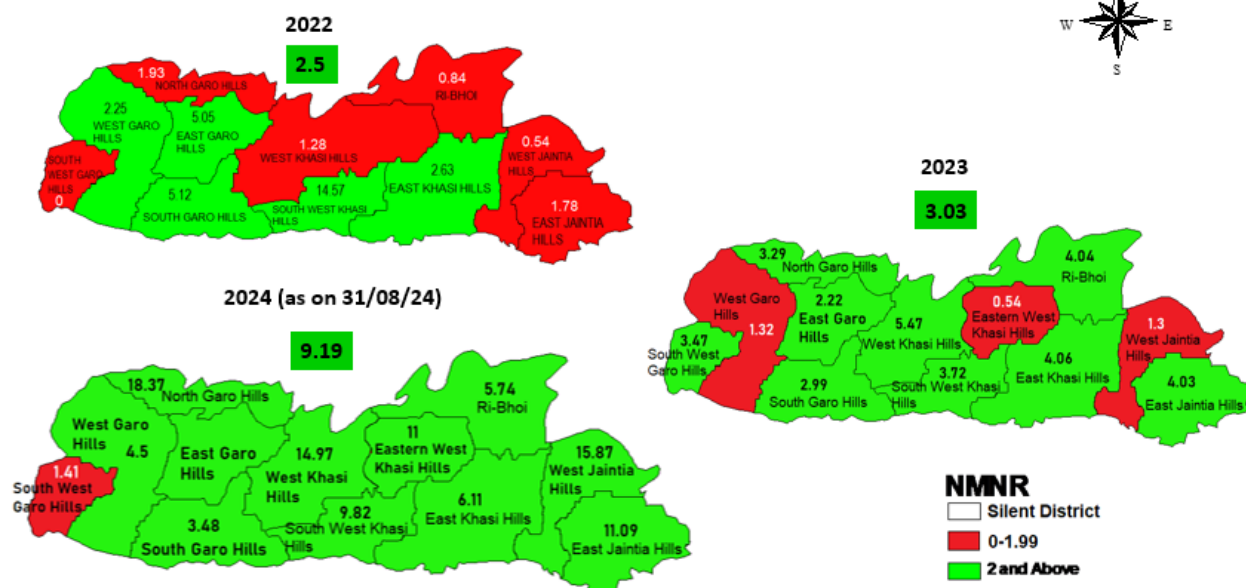 2022
2.5
W E
S
1.93
NORTH GARO HILLS
0.84
RI-BHOI
2.25
WEST GARO
HILLS
5.05
EAST GARO
HILLS
1.28
WEST KHASI HILLS
0.54
WEST JAINTIA
HILLS
SOUTH
WEST GARO
HILLS
0
2.63
EAST KHASI HILLS
5.12
SOUTH GARO HILLS
14.57
SOUTH WEST KHASI
HILLS
1.78
EAST JAINTIA
HILLS
2023
3.03
3.29
North Garo Hills
4.04
Ri-Bhoi
West Garo
Hills
1.32
2.22
East Garo
Hills
5.47
West Khasi Hills
0.54
Eastern West
Khasi Hills
1.3
West Jaintia
Hills
3.47
South West
Garo Hills
2.99
South Garo Hills
3.72
South West Khasi
Hills
4.06
East Khasi Hills
4.03
East Jaintia Hills
2024 (as on 31/08/24)
9.19
18.37
North Garo Hills
5.74
Ri-Bhoi
West Garo
Hills
4.5
East Garo
Hills
14.97
West Khasi
Hills
11
Eastern West
Khasi Hills
15.87
West Jaintia
Hills
1.41
South West
Garo Hills
3.48
South Garo Hills
9.82
South West Khasi
Hills
6.11
East Khasi Hills
11.09
East Jaintia Hills
NMNR
Silent District
0-1.99
2 and Above